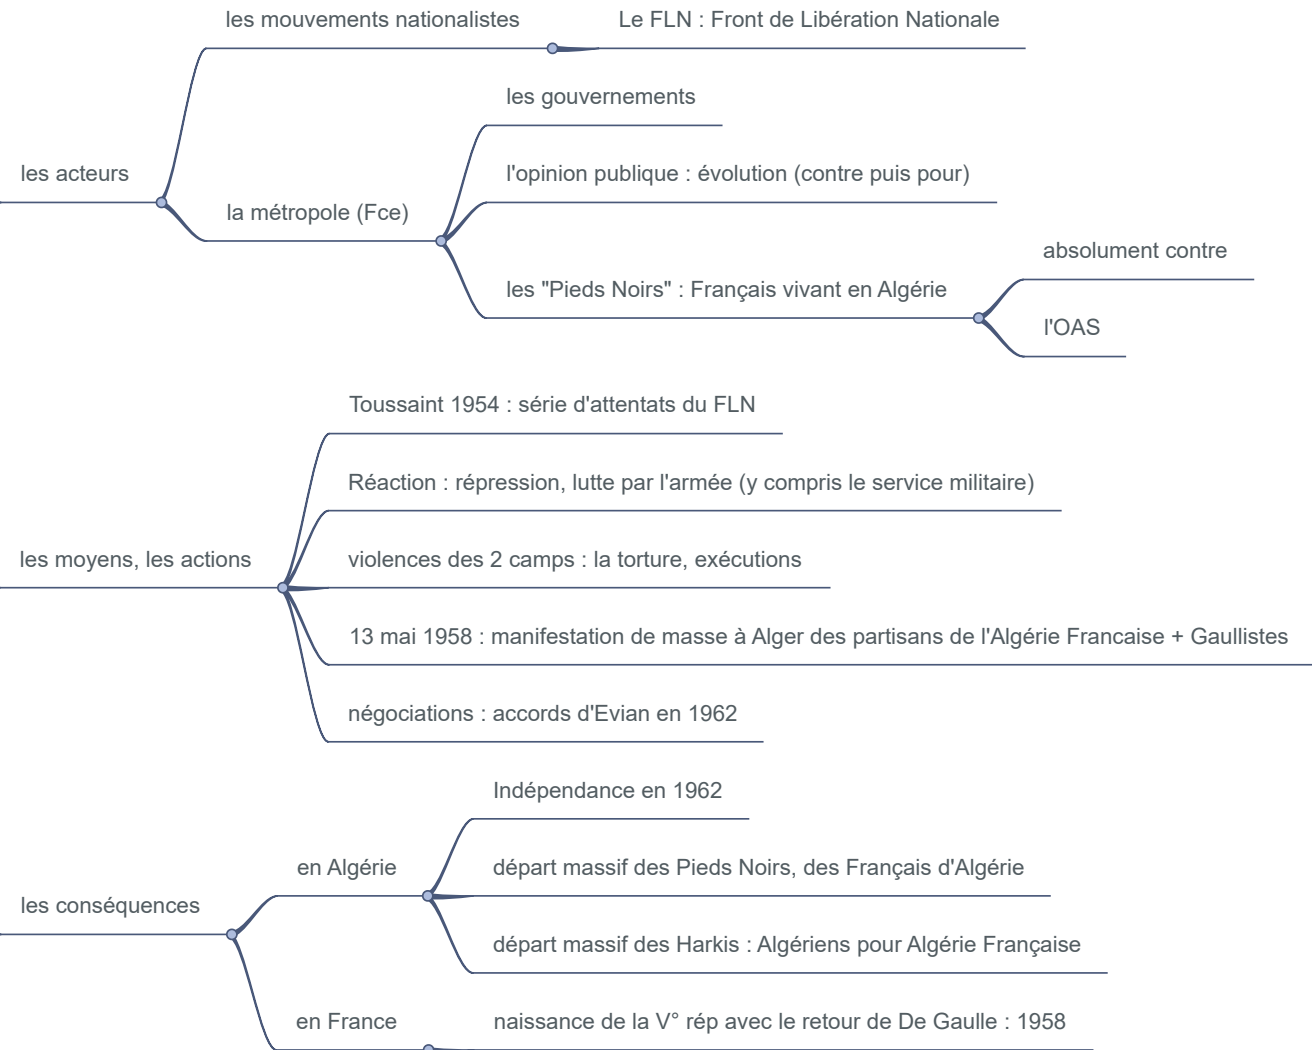 les mouvements nationalistes
Le FLN : Front de Libération Nationale
les gouvernements
les acteurs
l'opinion publique : évolution (contre puis pour)
la métropole (Fce)
absolument contre
les "Pieds Noirs" : Français vivant en Algérie
l'OAS
Toussaint 1954 : série d'attentats du FLN
Réaction : répression, lutte par l'armée (y compris le service militaire)
les moyens, les actions
violences des 2 camps : la torture, exécutions
13 mai 1958 : manifestation de masse à Alger des partisans de l'Algérie Francaise + Gaullistes
négociations : accords d'Evian en 1962
Indépendance en 1962
en Algérie
départ massif des Pieds Noirs, des Français d'Algérie
les conséquences
départ massif des Harkis : Algériens pour Algérie Française
en France
naissance de la V° rép avec le retour de De Gaulle : 1958